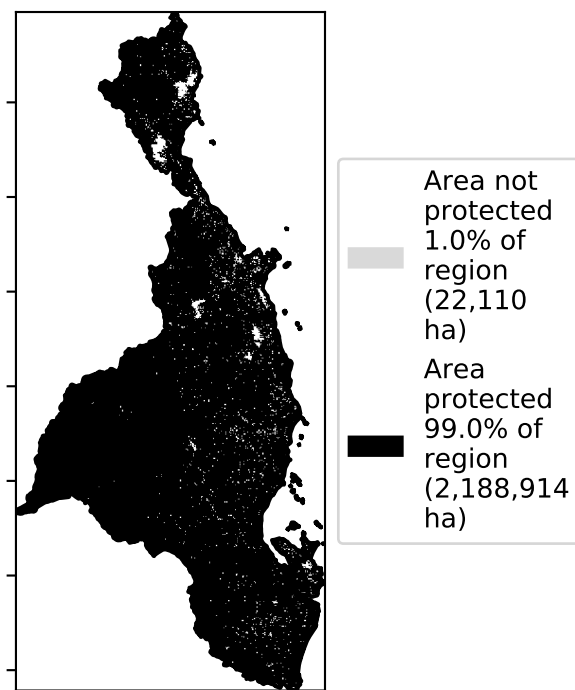 Area not
protected
1.0% of
region
(22,110
ha)
Area
protected
99.0% of
region
(2,188,914
ha)